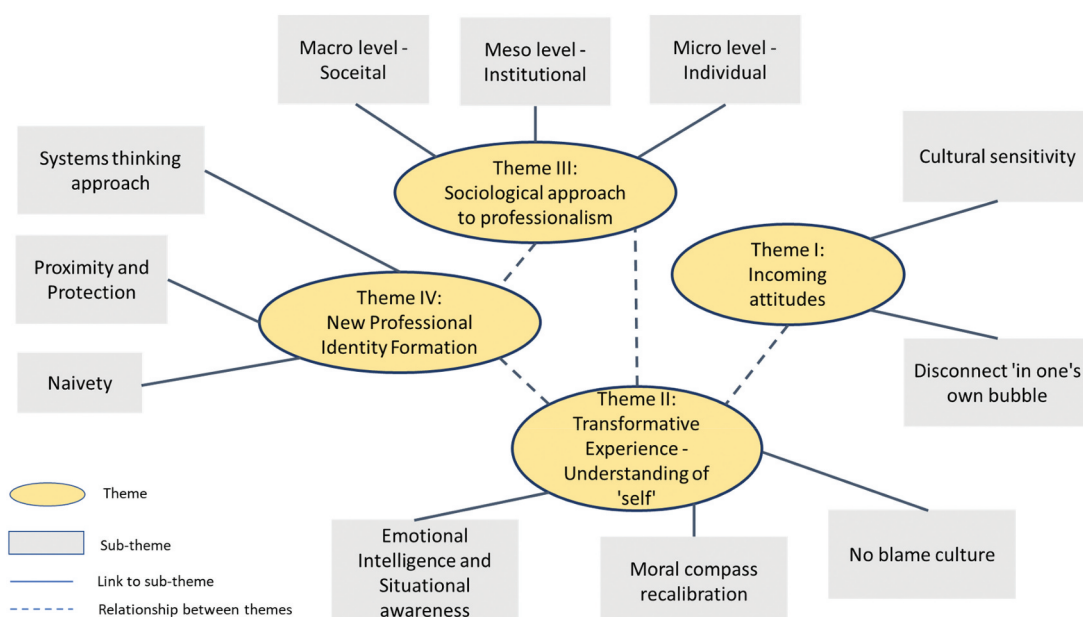 Macro level -
Soceital
Meso level -
Institutional
Micro level -
Individual
Systems thinking
approach
Theme III:
Sociological approach
to professionalism
Cultural sensitivity
Proximity and
Protection
Theme IV:
New Professional
Identity Formation
Theme I:
Incoming
attitudes
Naivety
Disconnect 'in one's
own bubble
Theme II:
Transformative
Experience -
Understanding of
'self'
Emotional
Intelligence and
Situational
awareness
Moral compass
recalibration
No blame culture
Theme
Sub-theme
Link to sub-theme
Relationship between themes